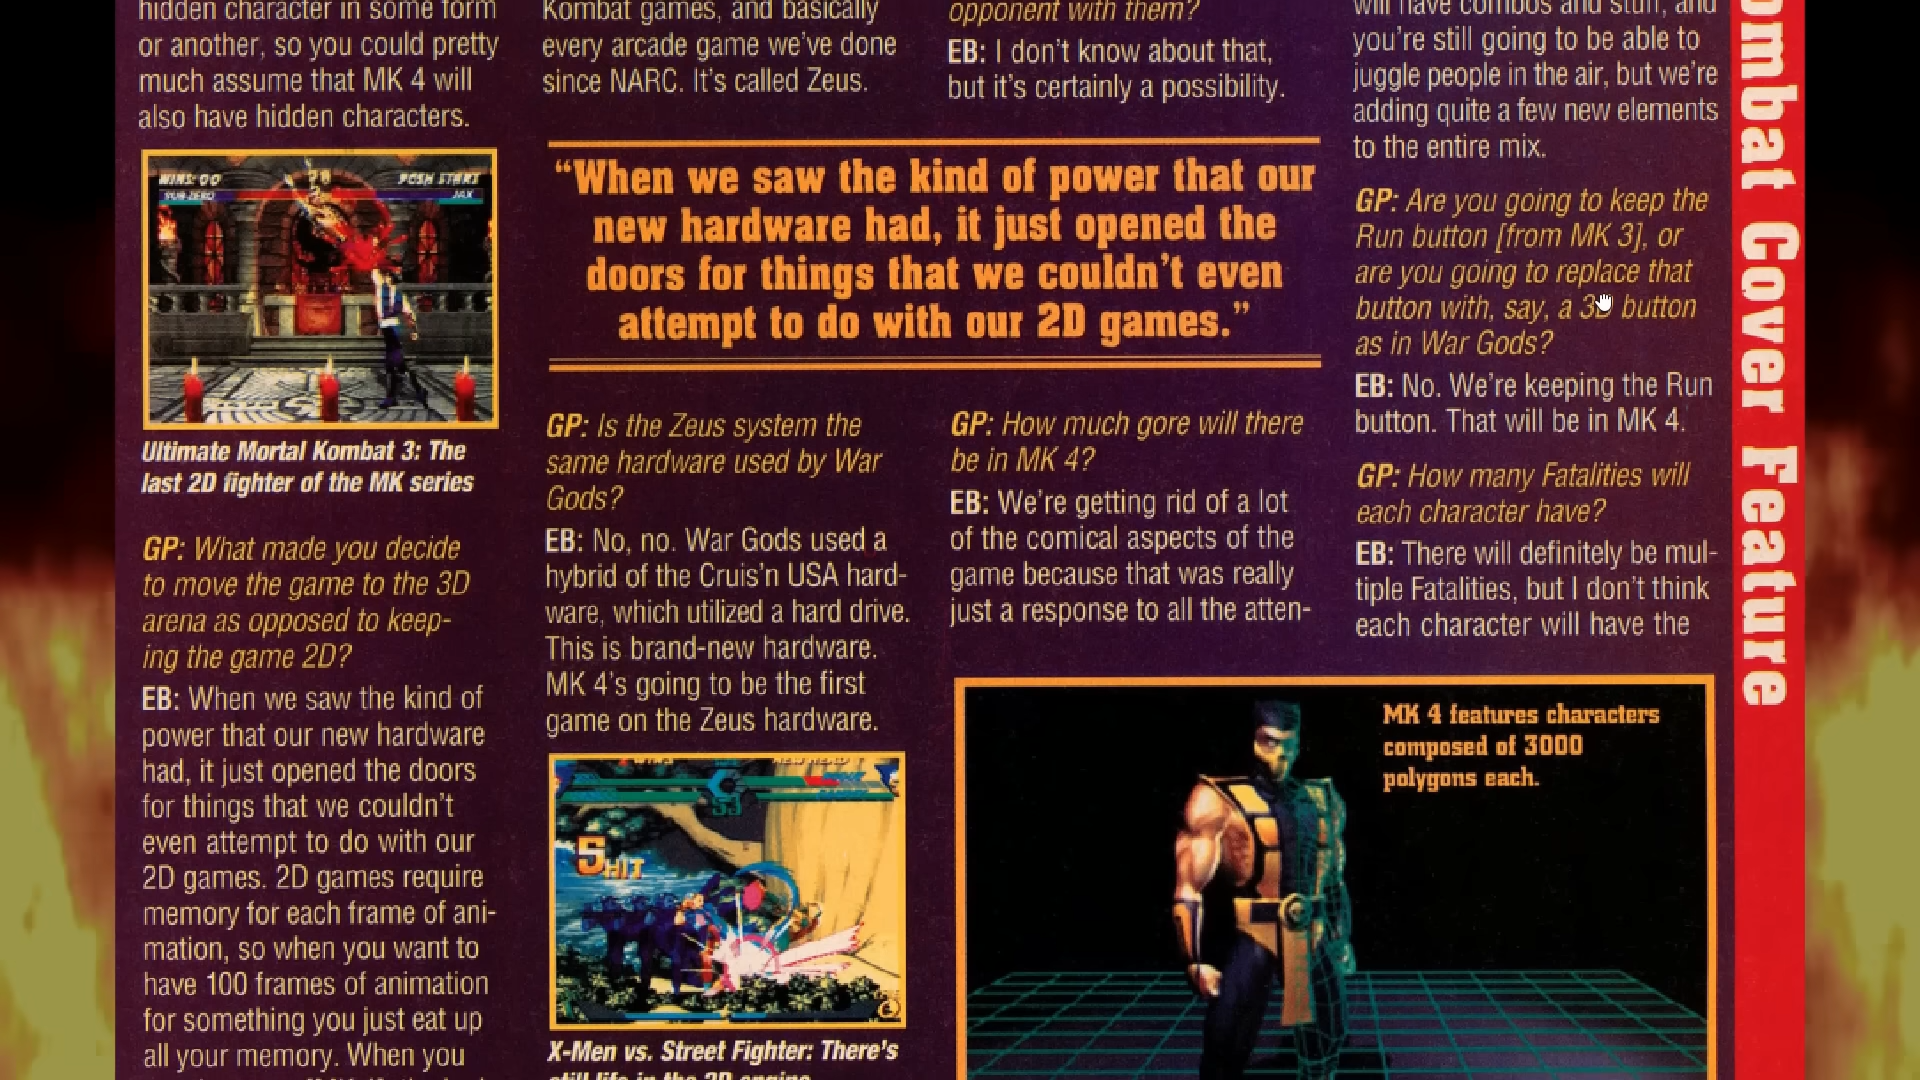 hidden character in some form
or another, so you could pretty
much assume that MK 4 will
also have hidden characters.
WINS: 00
PUSH START
SUB-ZERO
JAX
Ultimate Mortal Kombat 3: The
last 2D fighter of the MK series
GP: What made you decide
to move the game to the 3D
arena as opposed to keep-
ing the game 2D?
EB: When we saw the kind of
power that our new hardware
had, it just opened the doors
for things that we couldn't
even attempt to do with our
2D games. 2D games require
memory for each frame of ani-
mation, so when you want to
have 100 frames of animation
for something you just eat up
all your memory. When you
Kombat games, and basically
every arcade game we've done
since NARC. It's called Zeus.
opponent with them?
EB: I don't know about that,
but it's certainly a possibility.
"When we saw the kind of power that our
new hardware had, it just opened the
doors for things that we couldn't even
attempt to do with our 2D games."
GP: Is the Zeus system the
same hardware used by War
Gods?
EB: No, no. War Gods used a
hybrid of the Cruis'n USA hard-
ware, which utilized a hard drive.
This is brand-new hardware.
MK 4's going to be the first
game on the Zeus hardware.
5 HIT
X-Men vs. Street Fighter: There's
still life in the 2D engine
GP: How much gore will there
be in MK 4?
EB: We're getting rid of a lot
of the comical aspects of the
game because that was really
just a response to all the atten-
will have combos and stuff, and
you're still going to be able to
juggle people in the air, but we're
adding quite a few new elements
to the entire mix.
GP: Are you going to keep the
Run button [from MK 3], or
are you going to replace that
button with, say, a 3D button
as in War Gods?
EB: No. We're keeping the Run
button. That will be in MK 4.
GP: How many Fatalities will
each character have?
EB: There will definitely be mul-
tiple Fatalities, but I don't think
each character will have the
MK 4 features characters
composed of 3000
polygons each.
ombat Cover Feature